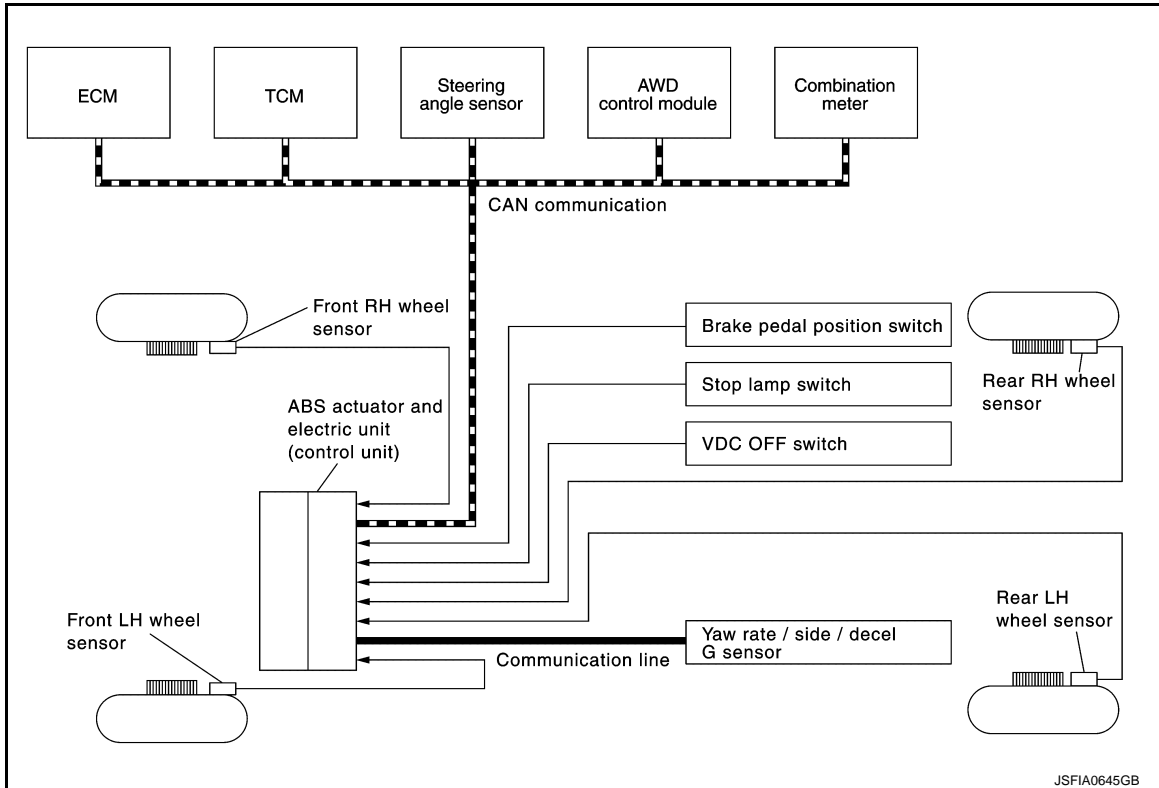 ECM
TCM
Steering
angle sensor
AWD
control module
Combination
meter
CAN communication
Front RH wheel
sensor
Brake pedal position switch
Stop lamp switch
VDC OFF switch
Rear RH wheel
sensor
ABS actuator and
electric unit
(control unit)
Front LH wheel
sensor
Communication line
Yaw rate / side / decel
G sensor
Rear LH
wheel sensor
JSFIA0645GB